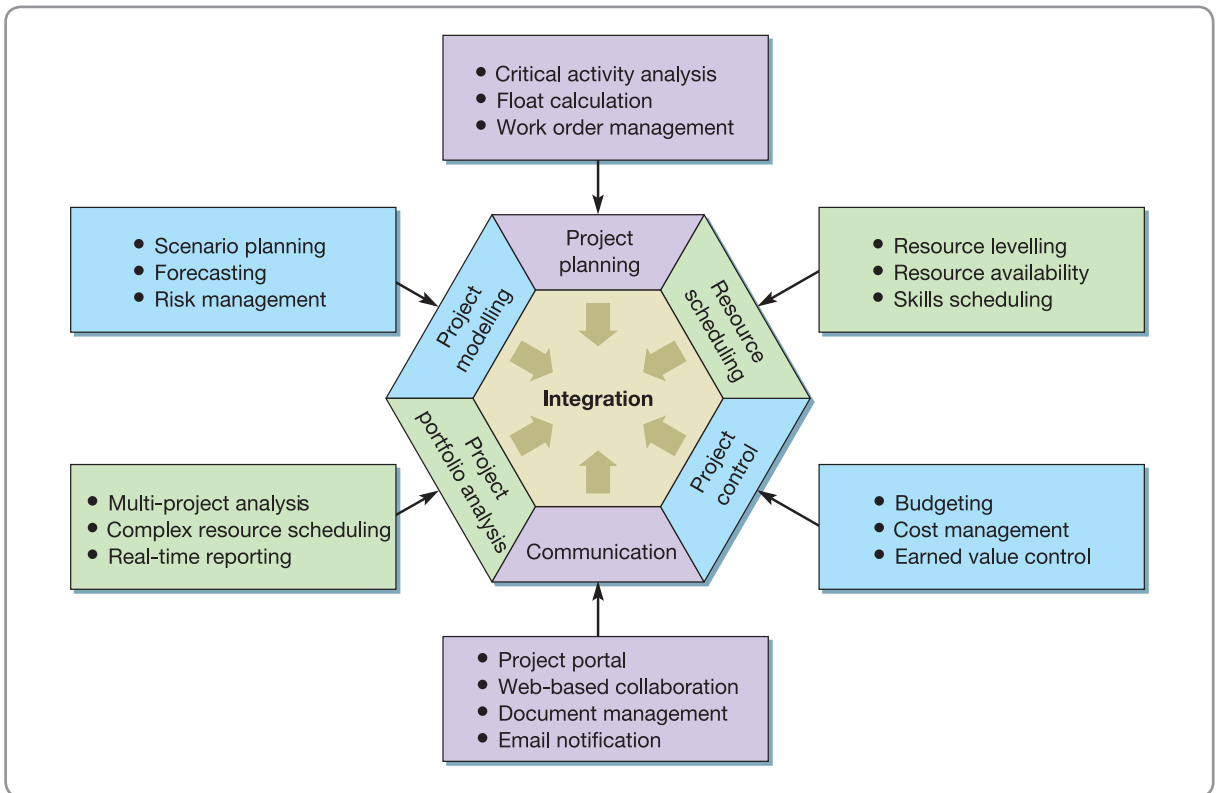 • Critical activity analysis
• Float calculation
• Work order management
• Scenario planning
• Forecasting
• Risk management
• Resource levelling
• Resource availability
• Skills scheduling
Project
planning
Project
modelling
Resource
scheduling
Integration
Project
portfolio analysis
Project
control
Communication
• Multi-project analysis
• Complex resource scheduling
• Real-time reporting
• Budgeting
• Cost management
• Earned value control
• Project portal
• Web-based collaboration
• Document management
• Email notification